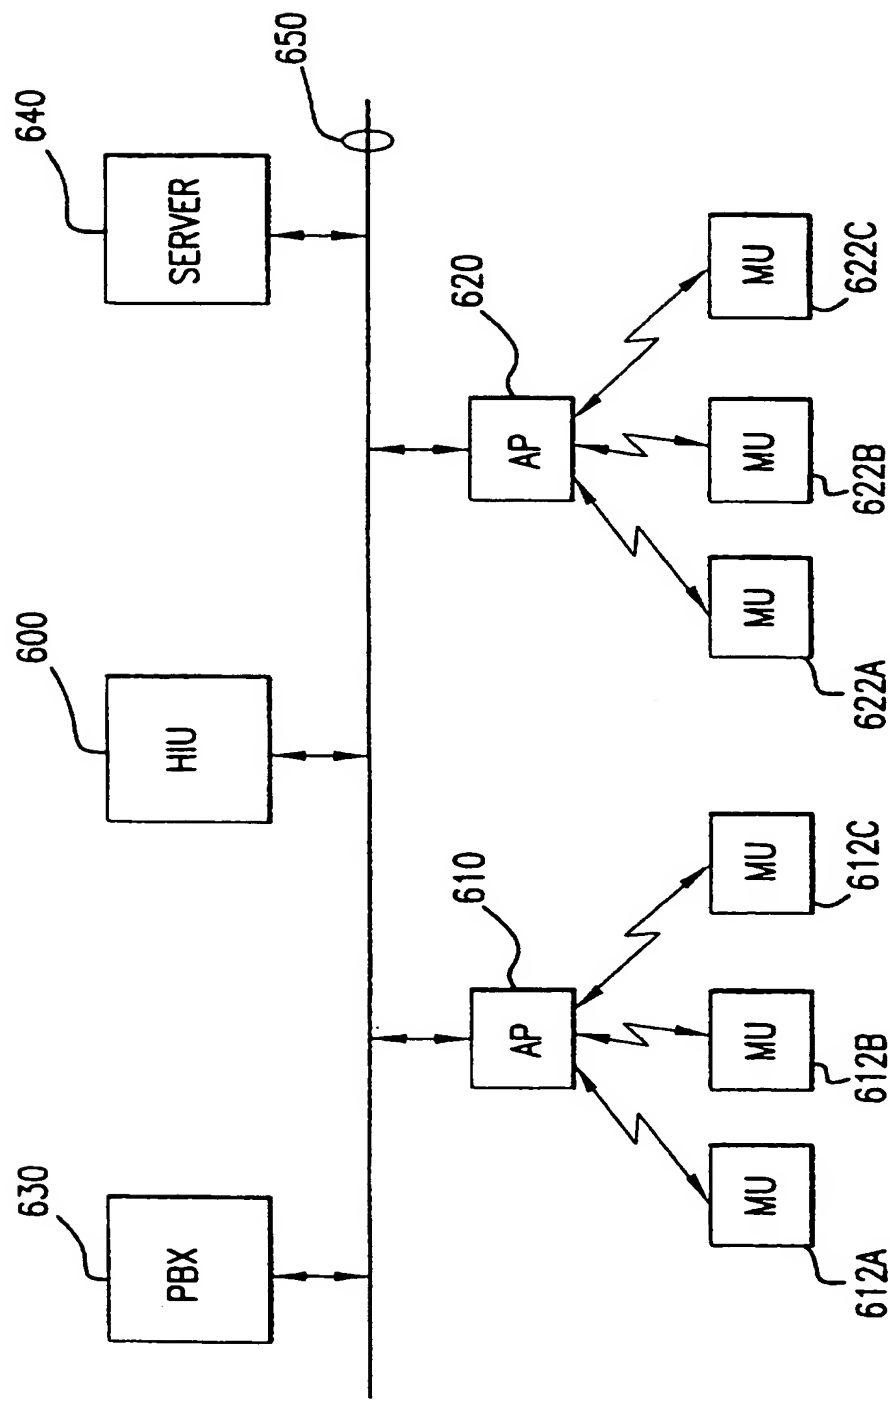 630
600
640
PBX
HIU
SERVER
650
610
620
AP
AP
MU
MU
MU
MU
MU
MU
612A
612B
612C
622A
622B
622C